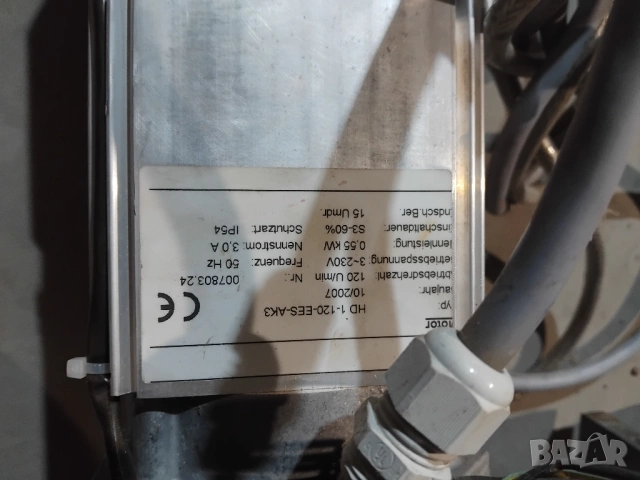 otor
yp: HD 1-120-EES-AK3
aujahr: 10/2007
btriebsdrehzahl: 120 U/min Nr.: 007803.24
etriebsspannung: 3~230V Frequenz: 50 Hz
ennleistung: 0,55 kW Nennstrom: 3,0 A
inschaltdauer: S3-60% Schutzart: IP54
ndsch.Ber. 15 Umdr.
CE
BAZAR
bg